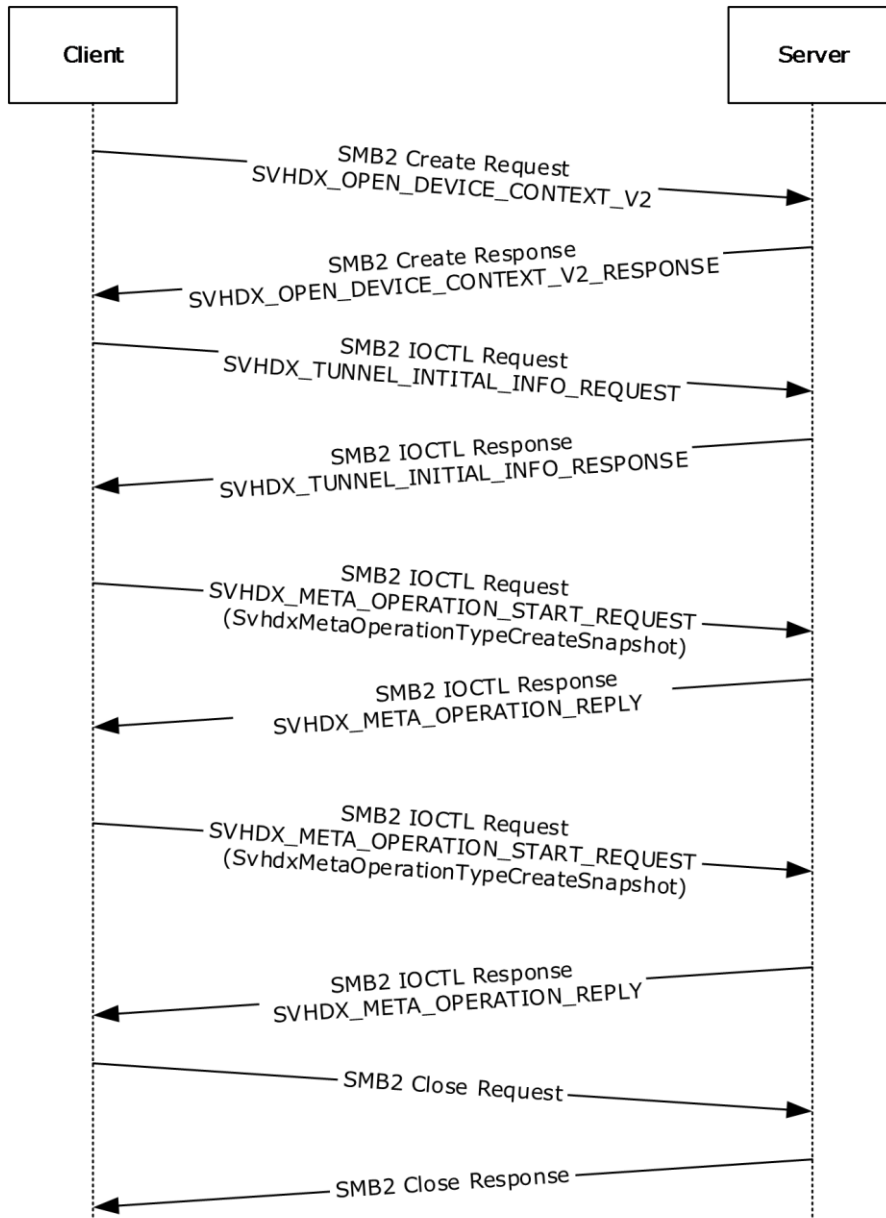 Client
Server
SMB2 Create Request
SVHDX_OPEN_DEVICE_CONTEXT_V2
SMB2 Create Response
SVHDX_OPEN_DEVICE_CONTEXT_V2_RESPONSE
SMB2 IOCTL Request
SVHDX_TUNNEL_INTITAL_INFO_REQUEST
SMB2 IOCTL Response
SVHDX_TUNNEL_INITIAL_INFO_RESPONSE
SMB2 IOCTL Request
SVHDX_META_OPERATION_START_REQUEST
(SvhdxMetaOperationTypeCreateSnapshot)
SMB2 IOCTL Response
SVHDX_META_OPERATION_REPLY
SMB2 IOCTL Request
SVHDX_META_OPERATION_START_REQUEST
(SvhdxMetaOperationTypeCreateSnapshot)
SMB2 IOCTL Response
SVHDX_META_OPERATION_REPLY
SMB2 Close Request
SMB2 Close Response